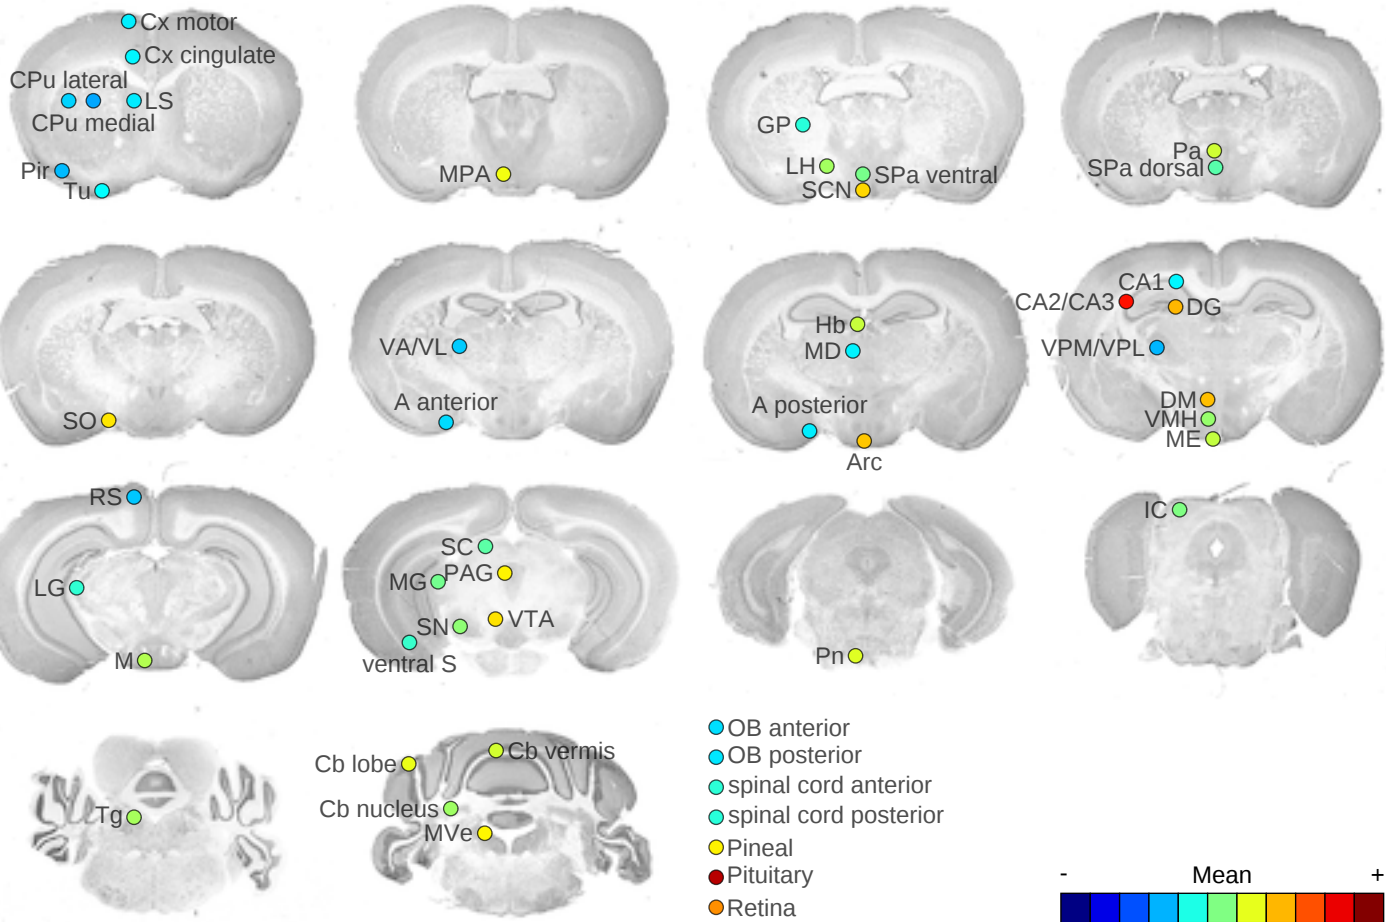 Cx motor
Cx cingulate
CPu lateral
LS
CPu medial
Pir
Tu
MPA
GP
LH
SPa ventral
SCN
Pa
SPa dorsal
SO
VA/VL
A anterior
Hb
MD
A posterior
Arc
CA1
CA2/CA3
DG
VPM/VPL
DM
VMH
ME
RS
LG
M
SC
MG
PAG
SN
VTA
ventral S
Pn
IC
Tg
Cb lobe
Cb vermis
Cb nucleus
MVe
OB anterior
OB posterior
spinal cord anterior
spinal cord posterior
Pineal
Pituitary
Retina
- Mean +